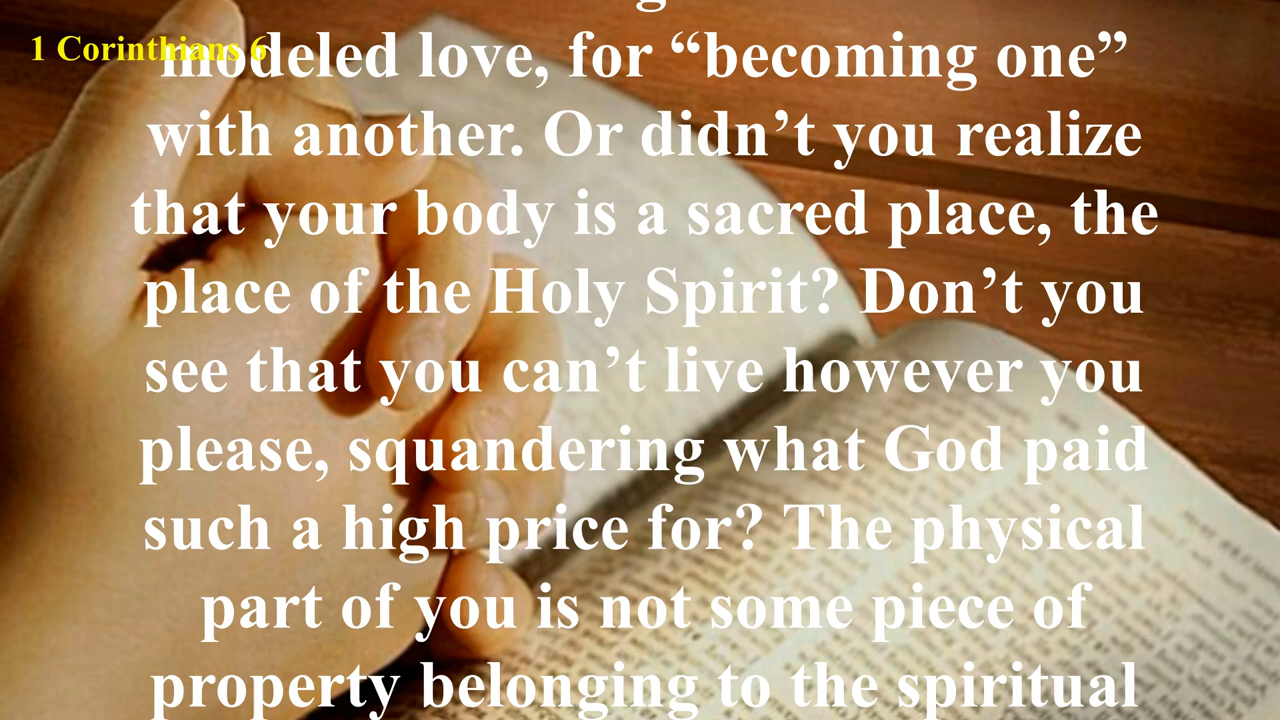 1 Corinthians 6
modeled love, for “becoming one”
with another. Or didn’t you realize
that your body is a sacred place, the
place of the Holy Spirit? Don’t you
see that you can’t live however you
please, squandering what God paid
such a high price for? The physical
part of you is not some piece of
property belonging to the spiritual